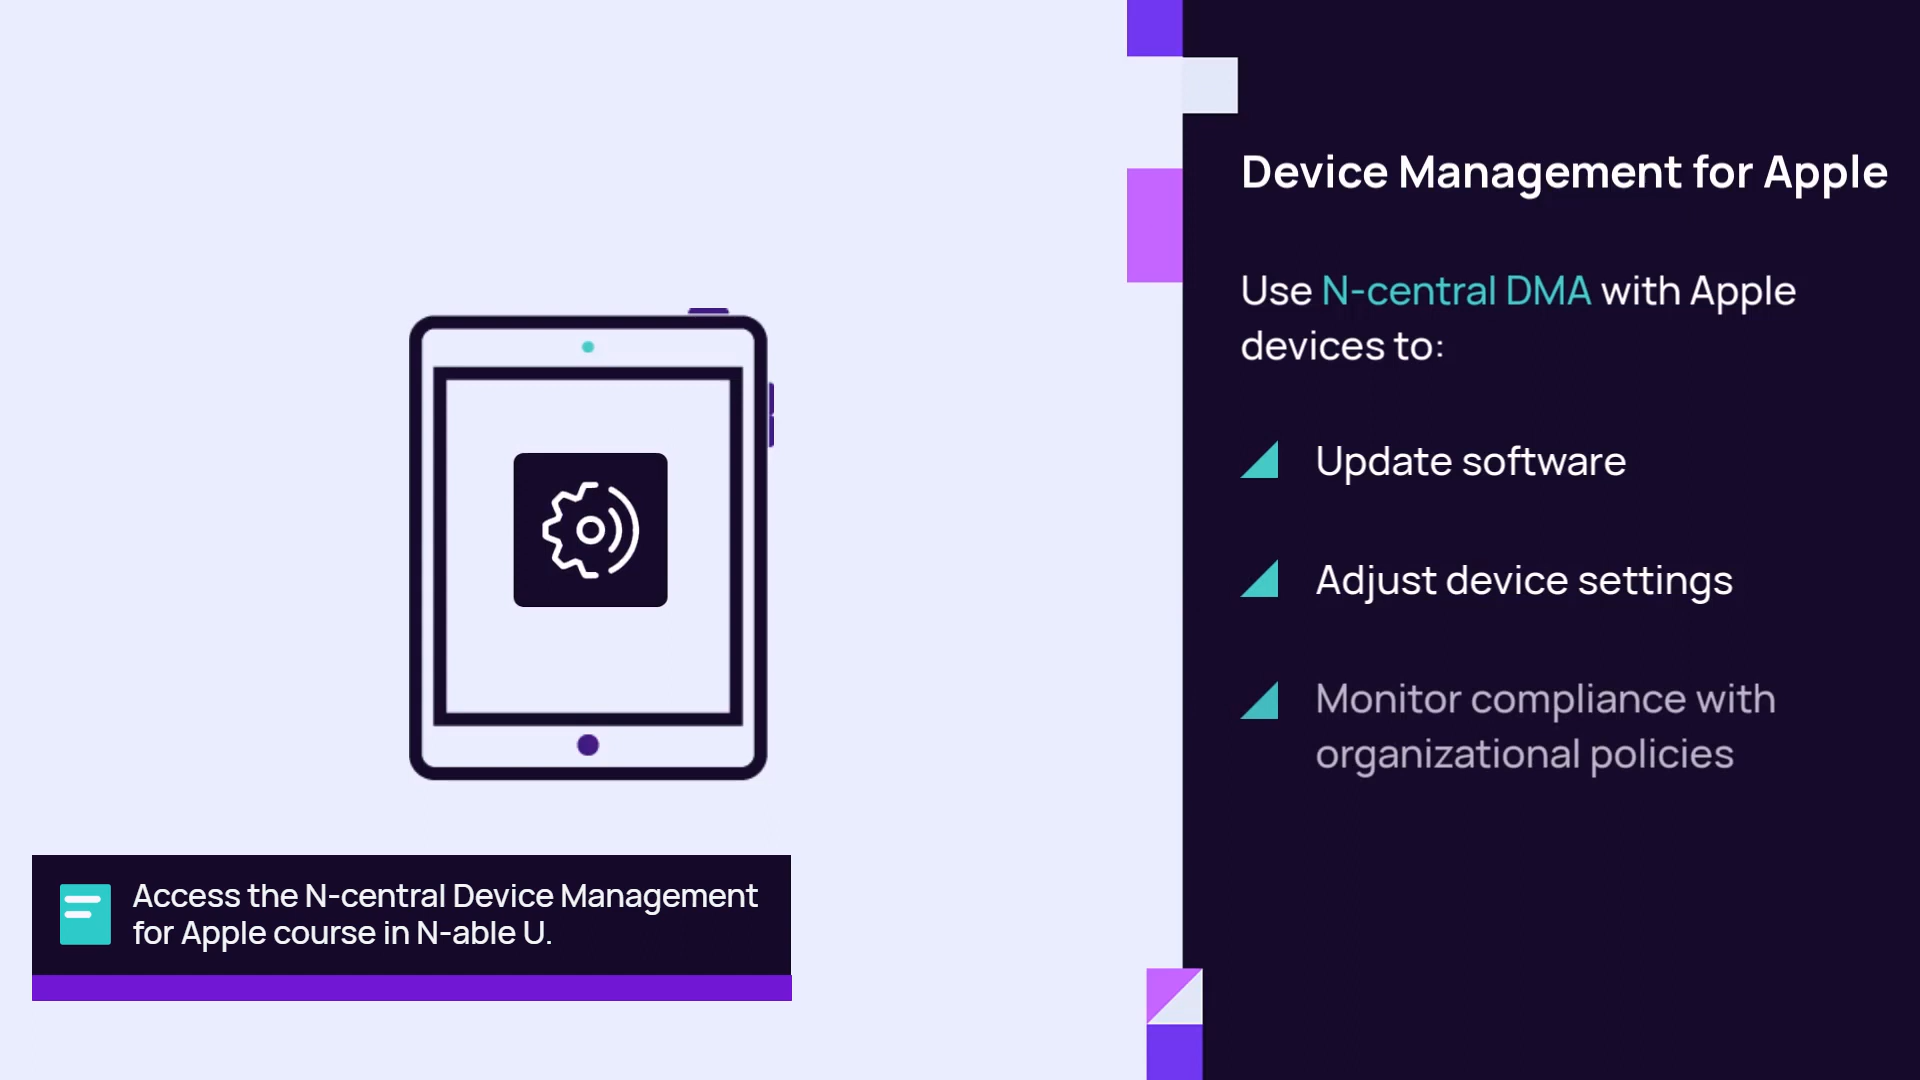 Device Management for Apple
Use N-central DMA with Apple
devices to:
Update software
Adjust device settings
Monitor compliance with
organizational policies
Access the N-central Device Management
for Apple course in N-able U.